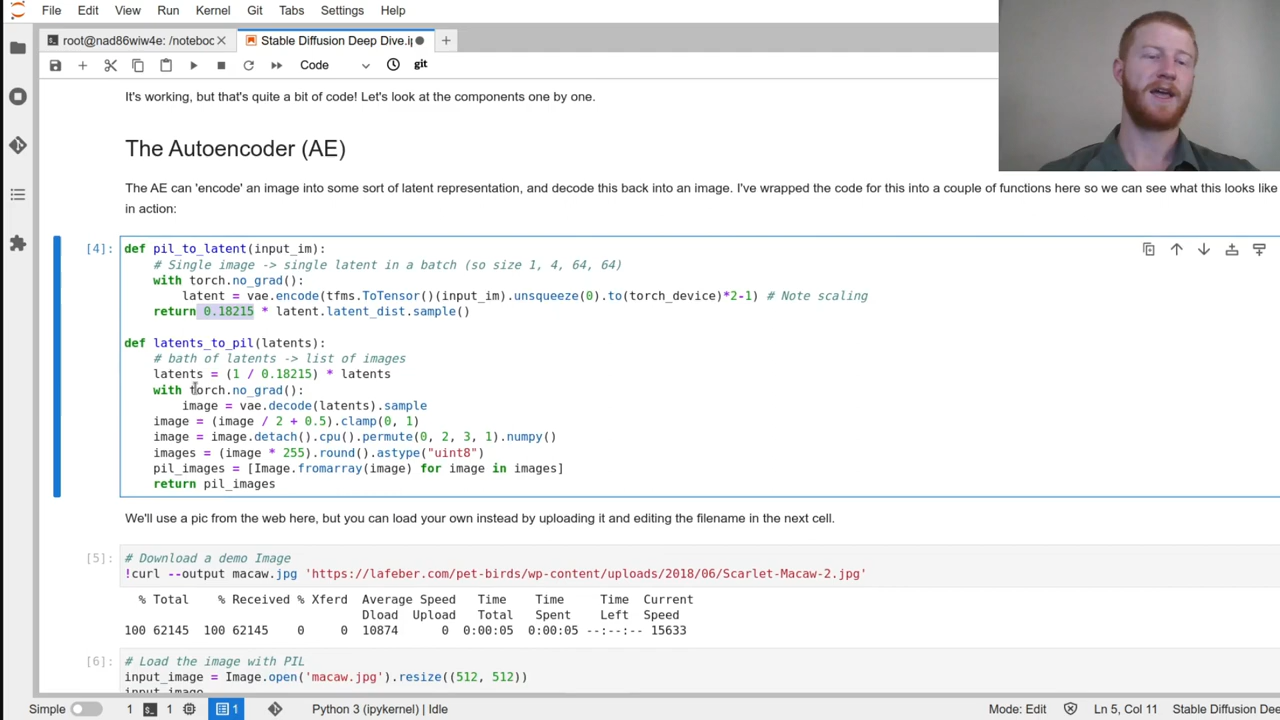 File Edit View Run Kernel Git Tabs Settings Help
root@nad86wiw4e: /noteboc
Stable Diffusion Deep Dive.ip
Code
git
It's working, but that's quite a bit of code! Let's look at the components one by one.
The Autoencoder (AE)
The AE can 'encode' an image into some sort of latent representation, and decode this back into an image. I've wrapped the code for this into a couple of functions here so we can see what this looks like
in action:
[4]:
def pil_to_latent(input_im):
# Single image -> single latent in a batch (so size 1, 4, 64, 64)
with torch.no_grad():
latent = vae.encode(tfms.ToTensor()(input_im).unsqueeze(0).to(torch_device)*2-1) # Note scaling
return 0.18215 * latent.latent_dist.sample()
def latents_to_pil(latents):
# bath of latents -> list of images
latents = (1 / 0.18215) * latents
with torch.no_grad():
image = vae.decode(latents).sample
image = (image / 2 + 0.5).clamp(0, 1)
image = image.detach().cpu().permute(0, 2, 3, 1).numpy()
images = (image * 255).round().astype("uint8")
pil_images = [Image.fromarray(image) for image in images]
return pil_images
We'll use a pic from the web here, but you can load your own instead by uploading it and editing the filename in the next cell.
[5]:
# Download a demo Image
!curl --output macaw.jpg 'https://lafeber.com/pet-birds/wp-content/uploads/2018/06/Scarlet-Macaw-2.jpg'
% Total % Received % Xferd Average Speed Time Time Time Current
Dload Upload Total Spent Left Speed
100 62145 100 62145 0 0 10874 0 0:00:05 0:00:05 --:--:-- 15633
[6]:
# Load the image with PIL
input_image = Image.open('macaw.jpg').resize((512, 512))
input_image
Simple 1 1 1 Python 3 (ipykernel) | Idle Mode: Edit Ln 5, Col 11 Stable Diffusion Dee